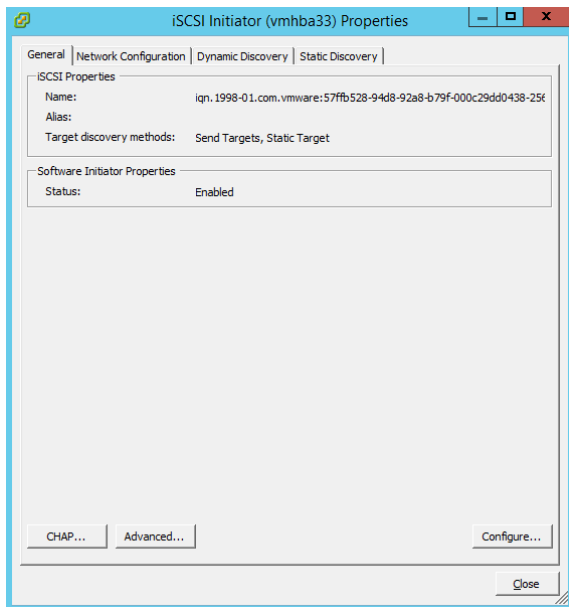 iSCSI Initiator (vmhba33) Properties
General Network Configuration Dynamic Discovery Static Discovery
iSCSI Properties
Name: iqn.1998-01.com.vmware:57ffb528-94d8-92a8-b79f-000c29dd0438-256
Alias:
Target discovery methods: Send Targets, Static Target
Software Initiator Properties
Status: Enabled
CHAP... Advanced... Configure...
Close